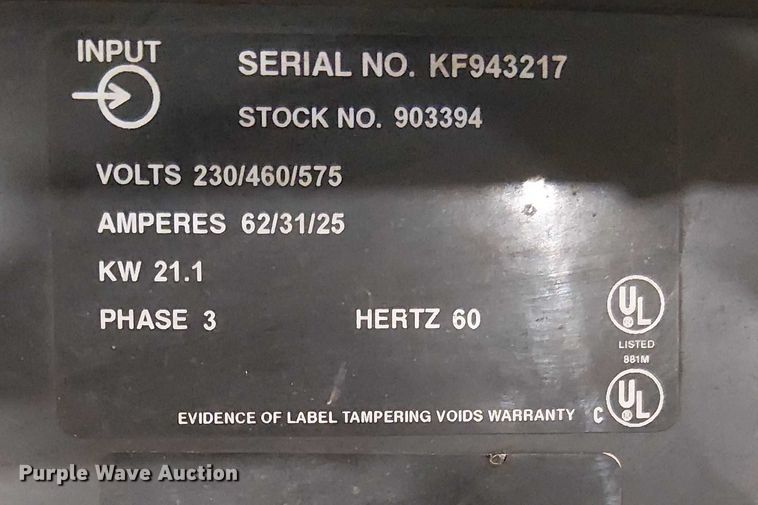 INPUT
SERIAL NO. KF943217
STOCK NO. 903394
VOLTS 230/460/575
AMPERES 62/31/25
KW 21.1
PHASE 3 HERTZ 60
UL
®
LISTED
881M
EVIDENCE OF LABEL TAMPERING VOIDS WARRANTY
C UL
®
Purple Wave Auction